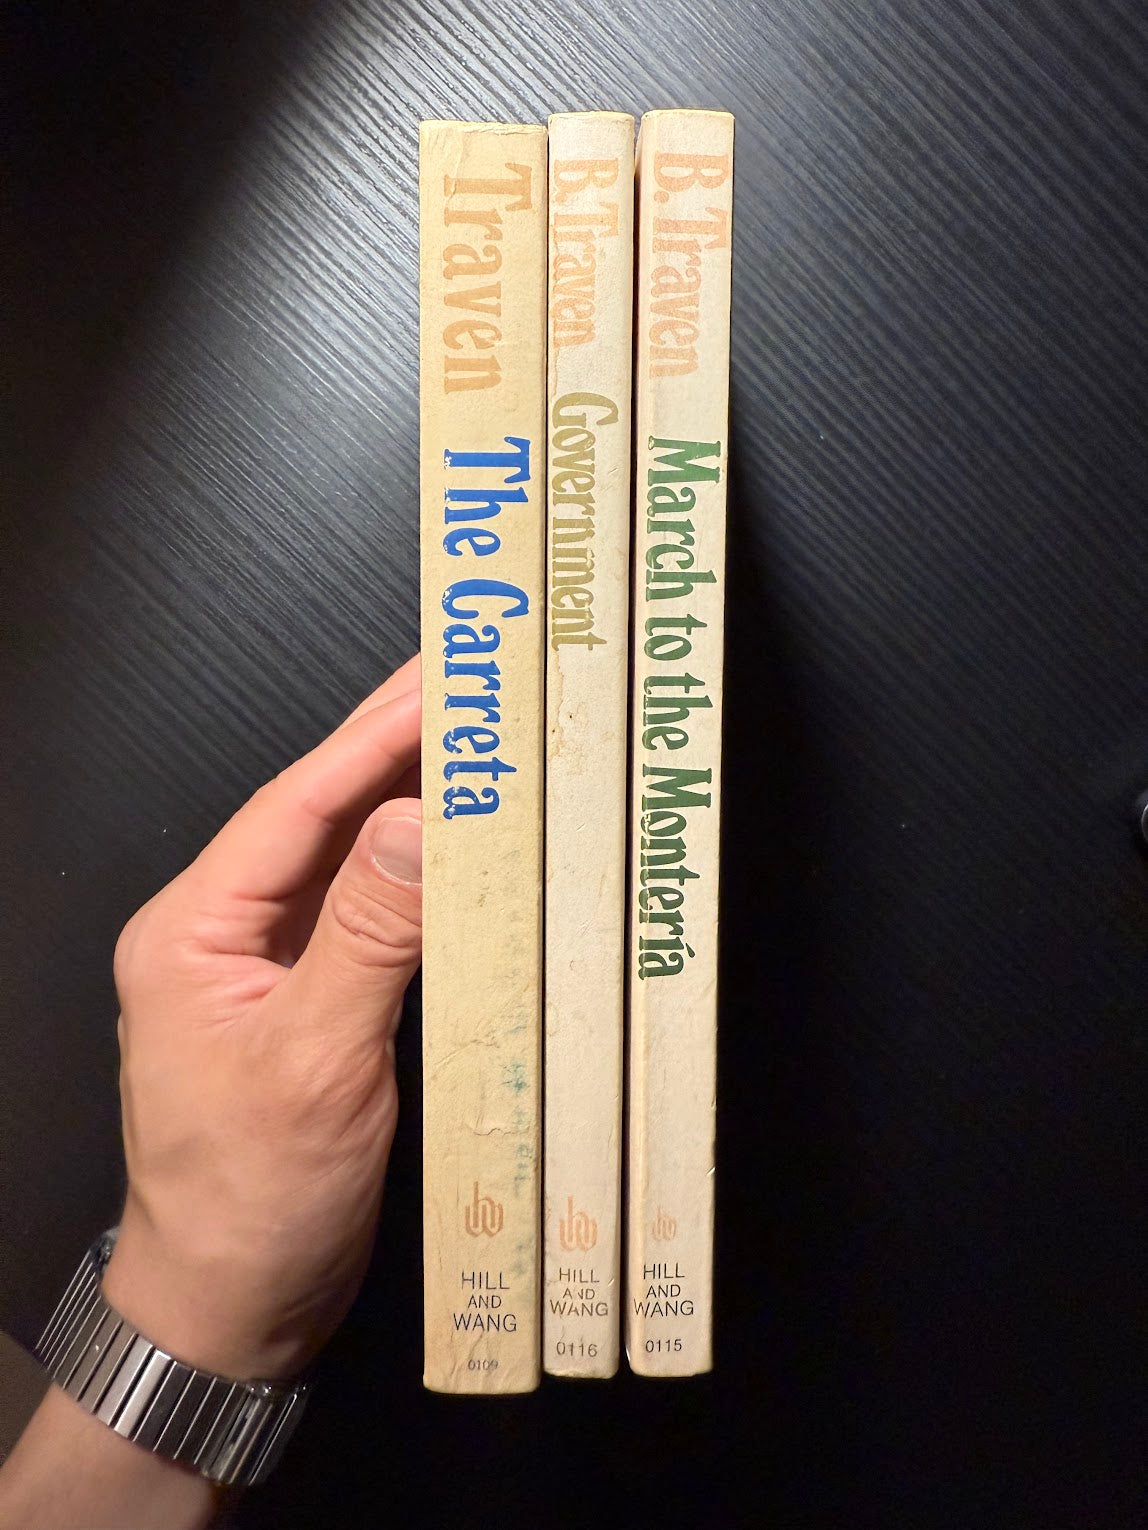 Traven The Carreta
HILL
AND
WANG
0109
B. Traven Government
HILL
AND
WANG
0116
B. Traven March to the Montería
HILL
AND
WANG
0115